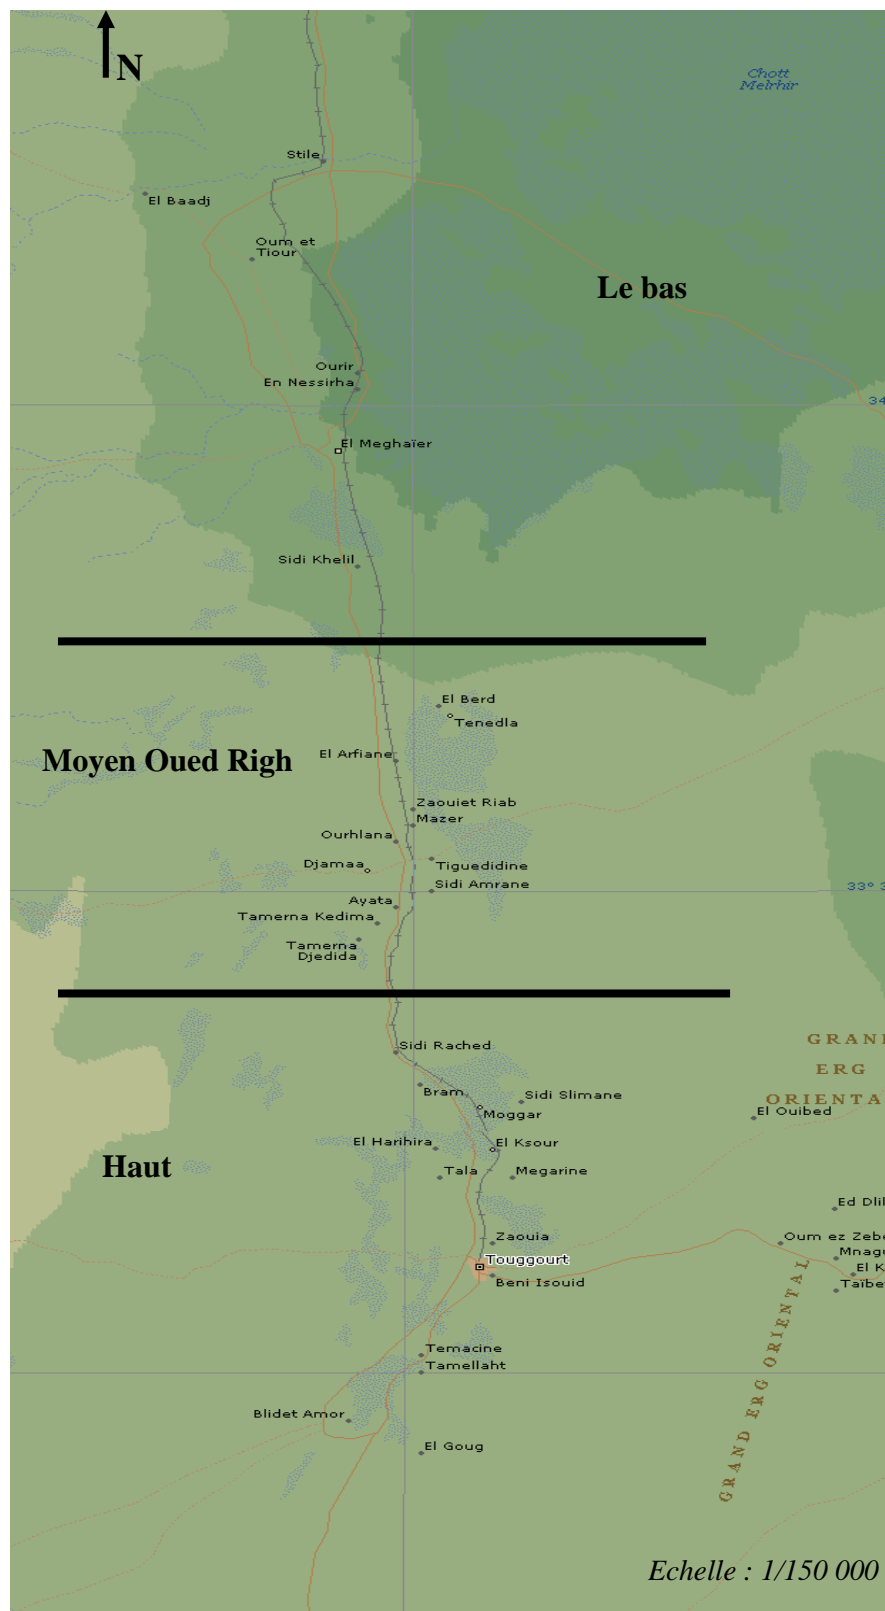 N
Chott
Melrhir
Stile
El Baadj
Oum et
Tiour
Le bas
Ourir
En Nessirha
34
El Meghaïer
Sidi Khelil
El Berd
Tenedla
Moyen Oued Righ
El Arfiane
Zaouiet Riab
Mazer
Ourhlana
Djamaa
Tiguedidine
Sidi Amrane
33° 3
Ayata
Tamerna Kedima
Tamerna
Djedida
GRAN
ERG
ORIENTA
Sidi Rached
Bram
Sidi Slimane
Moggar
El Ouibed
El Harihira
El Ksour
Haut
Tala
Megarine
Ed Dlil
Zaouia
Oum ez Zebe
Mnagu
Touggourt
El K
Beni Isouid
Taïbe
GRAND ERG ORIENTAL
Temacine
Tamellaht
Blidet Amor
El Goug
Echelle : 1/150 000